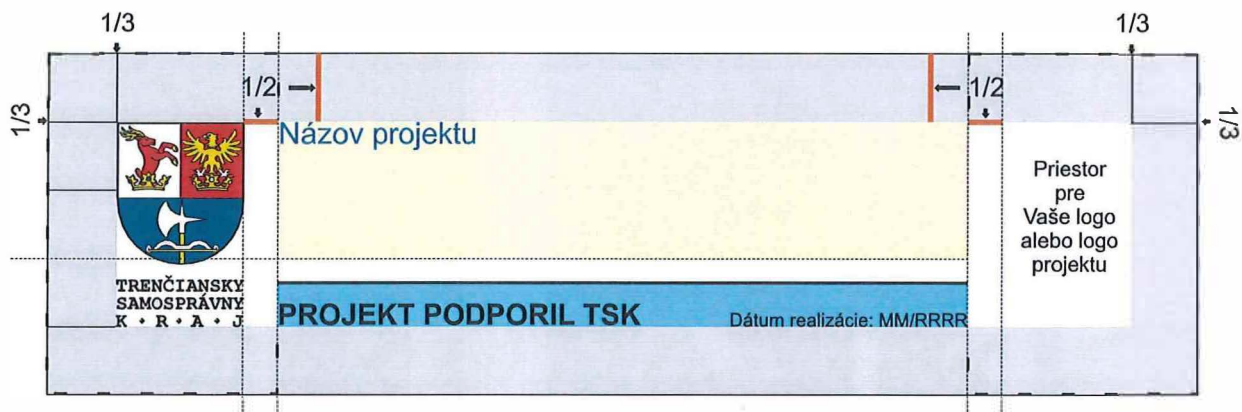 1/3
1/3
1/2
1/2
1/3
1/3
Názov projektu
Priestor
pre
Vaše logo
alebo logo
projektu
TRENČIANSKY
SAMOSPRÁVNY
K · R · A · J
PROJEKT PODPORIL TSK
Dátum realizácie: MM/RRRR